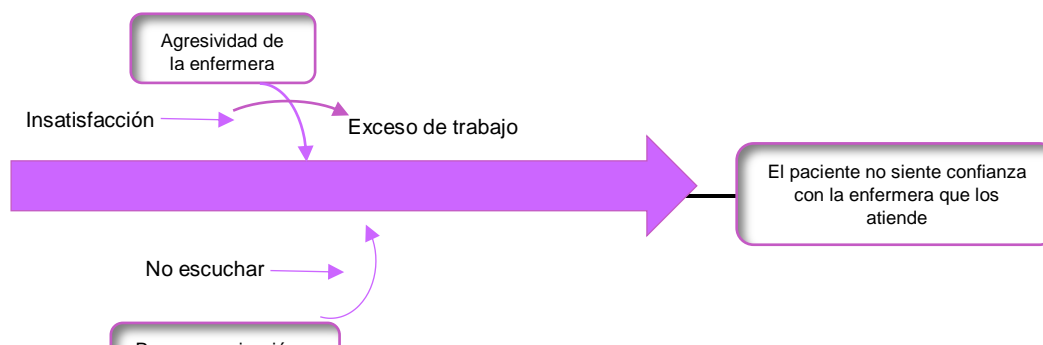 Agresividad de
la enfermera
Insatisfacción
Exceso de trabajo
El paciente no siente confianza
con la enfermera que los
atiende
No escuchar